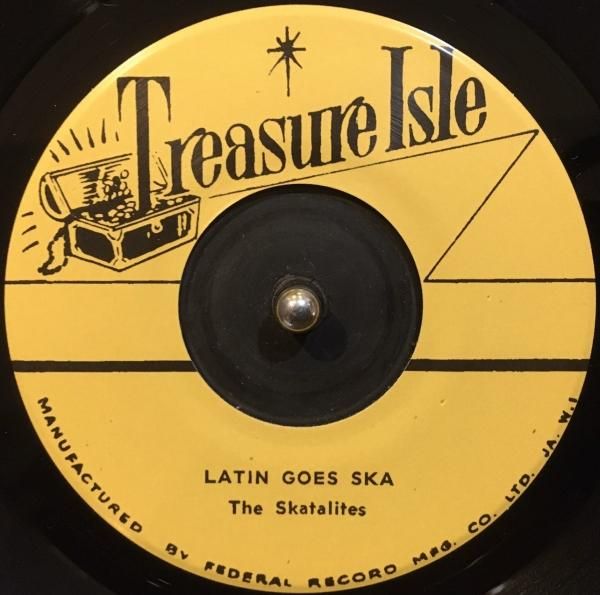 Treasure Isle
LATIN GOES SKA
The Skatalites
MANUFACTURED BY FEDERAL RECORD MFG. CO. LTD. JA. W.I